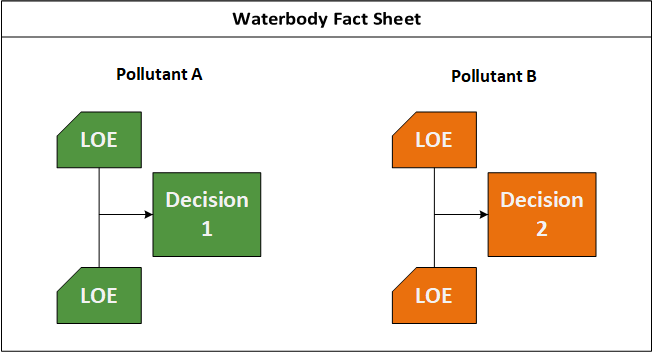 Waterbody Fact Sheet
Pollutant A
LOE
Decision
1
LOE
Pollutant B
LOE
Decision
2
LOE